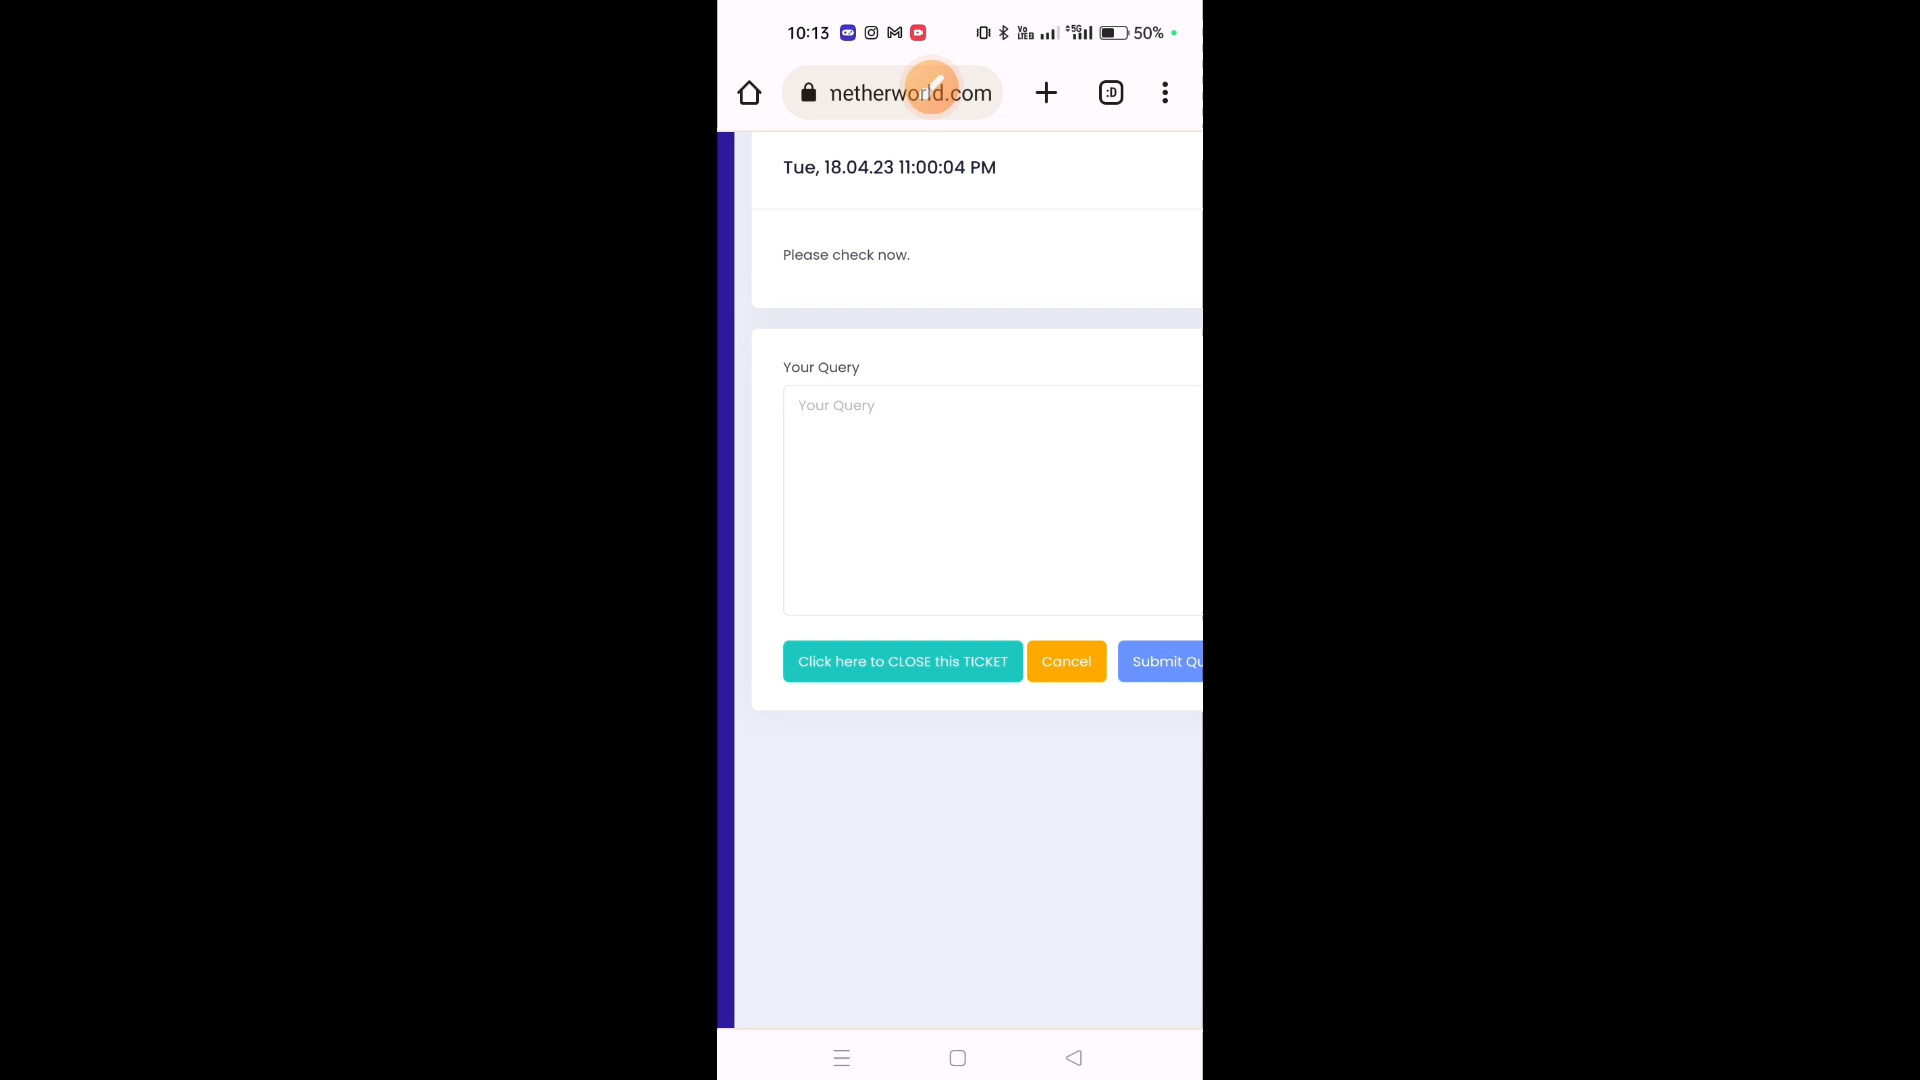 10:13 50%
netherworld.com :D
Tue, 18.04.23 11:00:04 PM
Please check now.
Your Query
Your Query
Click here to CLOSE this TICKET Cancel Submit Qu